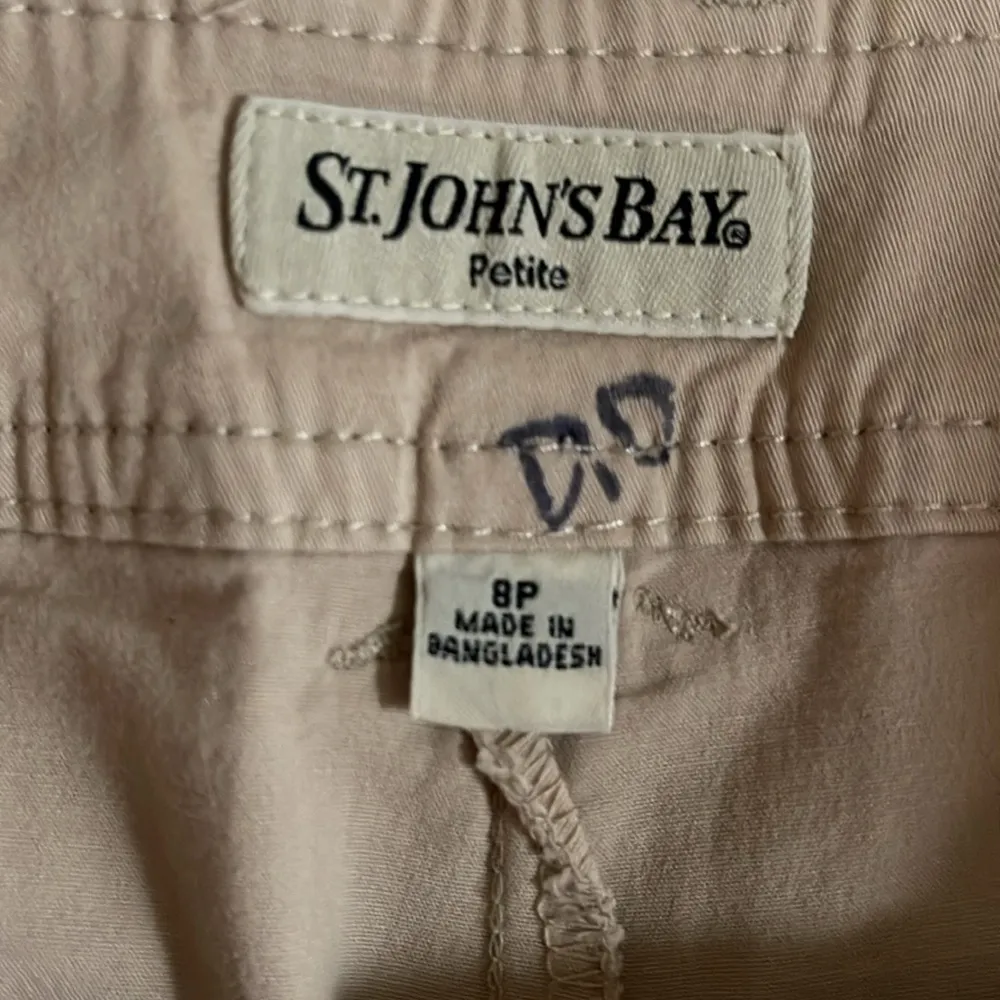 ST. JOHN'S BAY®
Petite
8P
MADE IN
BANGLADESH